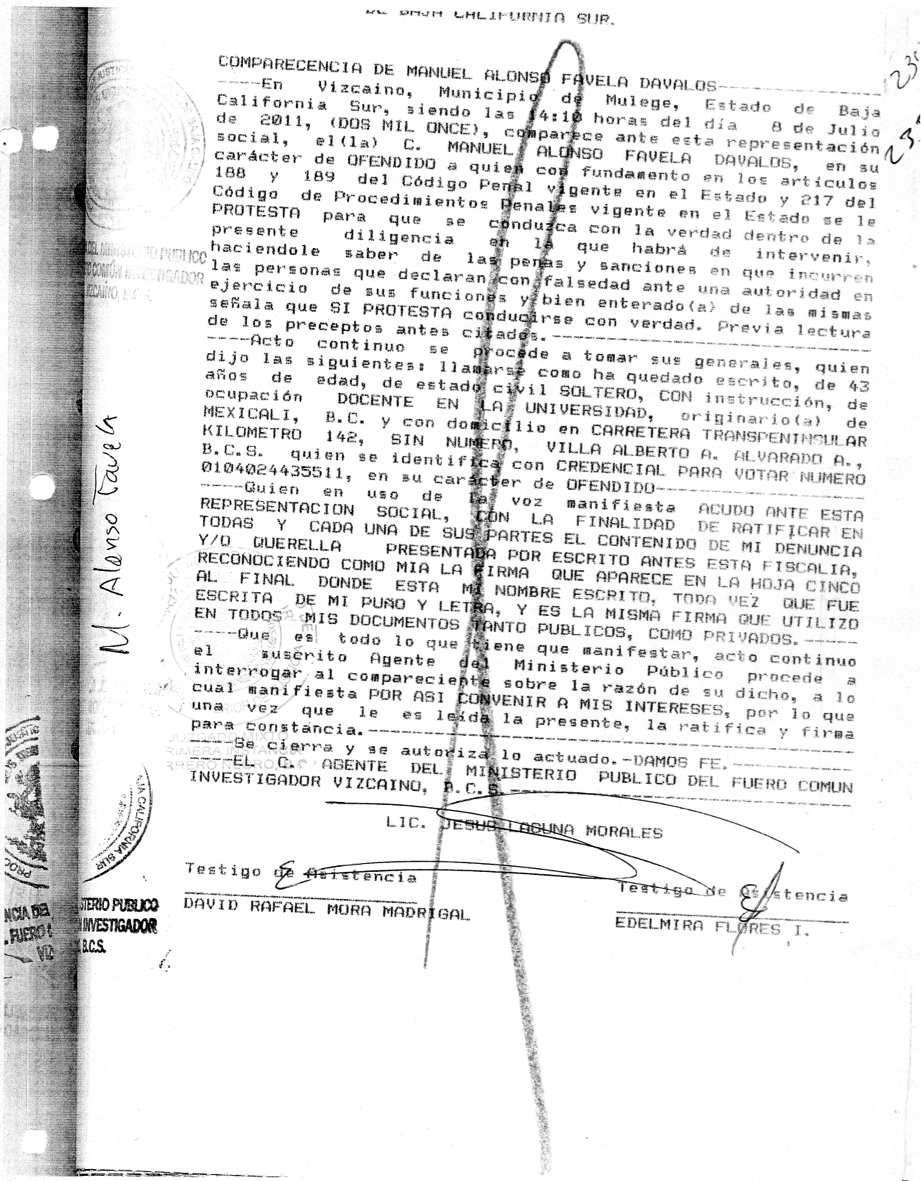 DE BAJA CALIFORNIA SUR.
COMPARECENCIA DE MANUEL ALONSO FAVELA DAVALOS------------
-----En Vizcaino, Municipio de Mulege, Estado de Baja
California Sur, siendo las 14:10 horas del día 8 de Julio
de 2011, (DOS MIL ONCE), comparece ante esta representación
social, el(la) C. MANUEL ALONSO FAVELA DAVALOS, en su
carácter de OFENDIDO a quien con fundamento en los artículos
188 y 189 del Código Penal vigente en el Estado y 217 del
Código de Procedimientos Penales vigente en el Estado se le
PROTESTA para que se conduzca con la verdad dentro de la
presente diligencia en la que habrá de intervenir,
haciendole saber de las penas y sanciones en que incurren
las personas que declaran con falsedad ante una autoridad en
ejercicio de sus funciones y bien enterado(a) de las mismas
señala que SI PROTESTA conducirse con verdad. Previa lectura
de los preceptos antes citados.------------------------------
-----Acto continuo se procede a tomar sus generales, quien
dijo las siguientes: llamarse como ha quedado escrito, de 43
años de edad, de estado civil SOLTERO, CON instrucción, de
ocupación DOCENTE EN LA UNIVERSIDAD, originario(a) de
MEXICALI, B.C. y con domicilio en CARRETERA TRANSPENINSULAR
KILOMETRO 142, SIN NUMERO, VILLA ALBERTO A. ALVARADO A.,
B.C.S. quien se identifica con CREDENCIAL PARA VOTAR NUMERO
0104024435511, en su carácter de OFENDIDO--------------------
-----Quien en uso de la voz manifiesta ACUDO ANTE ESTA
REPRESENTACION SOCIAL, CON LA FINALIDAD DE RATIFICAR EN
TODAS Y CADA UNA DE SUS PARTES EL CONTENIDO DE MI DENUNCIA
Y/O QUERELLA PRESENTADA POR ESCRITO ANTES ESTA FISCALIA,
RECONOCIENDO COMO MIA LA FIRMA QUE APARECE EN LA HOJA CINCO
AL FINAL DONDE ESTA MI NOMBRE ESCRITO, TODA VEZ QUE FUE
ESCRITA DE MI PUÑO Y LETRA, Y ES LA MISMA FIRMA QUE UTILIZO
EN TODOS MIS DOCUMENTOS TANTO PUBLICOS, COMO PRIVADOS.-----
-----Que es todo lo que tiene que manifestar, acto continuo
el suscrito Agente del Ministerio Público procede a
interrogar al compareciente sobre la razón de su dicho, a lo
cual manifiesta POR ASI CONVENIR A MIS INTERESES, por lo que
una vez que le es leída la presente, la ratifica y firma
para constancia.--------------------------------------------
-----Se cierra y se autoriza lo actuado.-DAMOS FE.----------
-----EL C. AGENTE DEL MINISTERIO PUBLICO DEL FUERO COMUN
INVESTIGADOR VIZCAINO, B.C.S.-------------------------------
LIC. JESUS LAGUNA MORALES
Testigo de Asistencia
DAVID RAFAEL MORA MADRIGAL
Testigo de Asistencia
EDELMIRA FLORES I.
M. Alonso Favela
DEL MINISTERIO PUBLICO
COMÚN INVESTIGADOR
VIZCAÍNO, B.C.S.
JUZGADO MIXTO
PRIMERA INSTANCIA
CALIFORNIA SUR
STERIO PUBLICO
INVESTIGADOR
B.C.S.